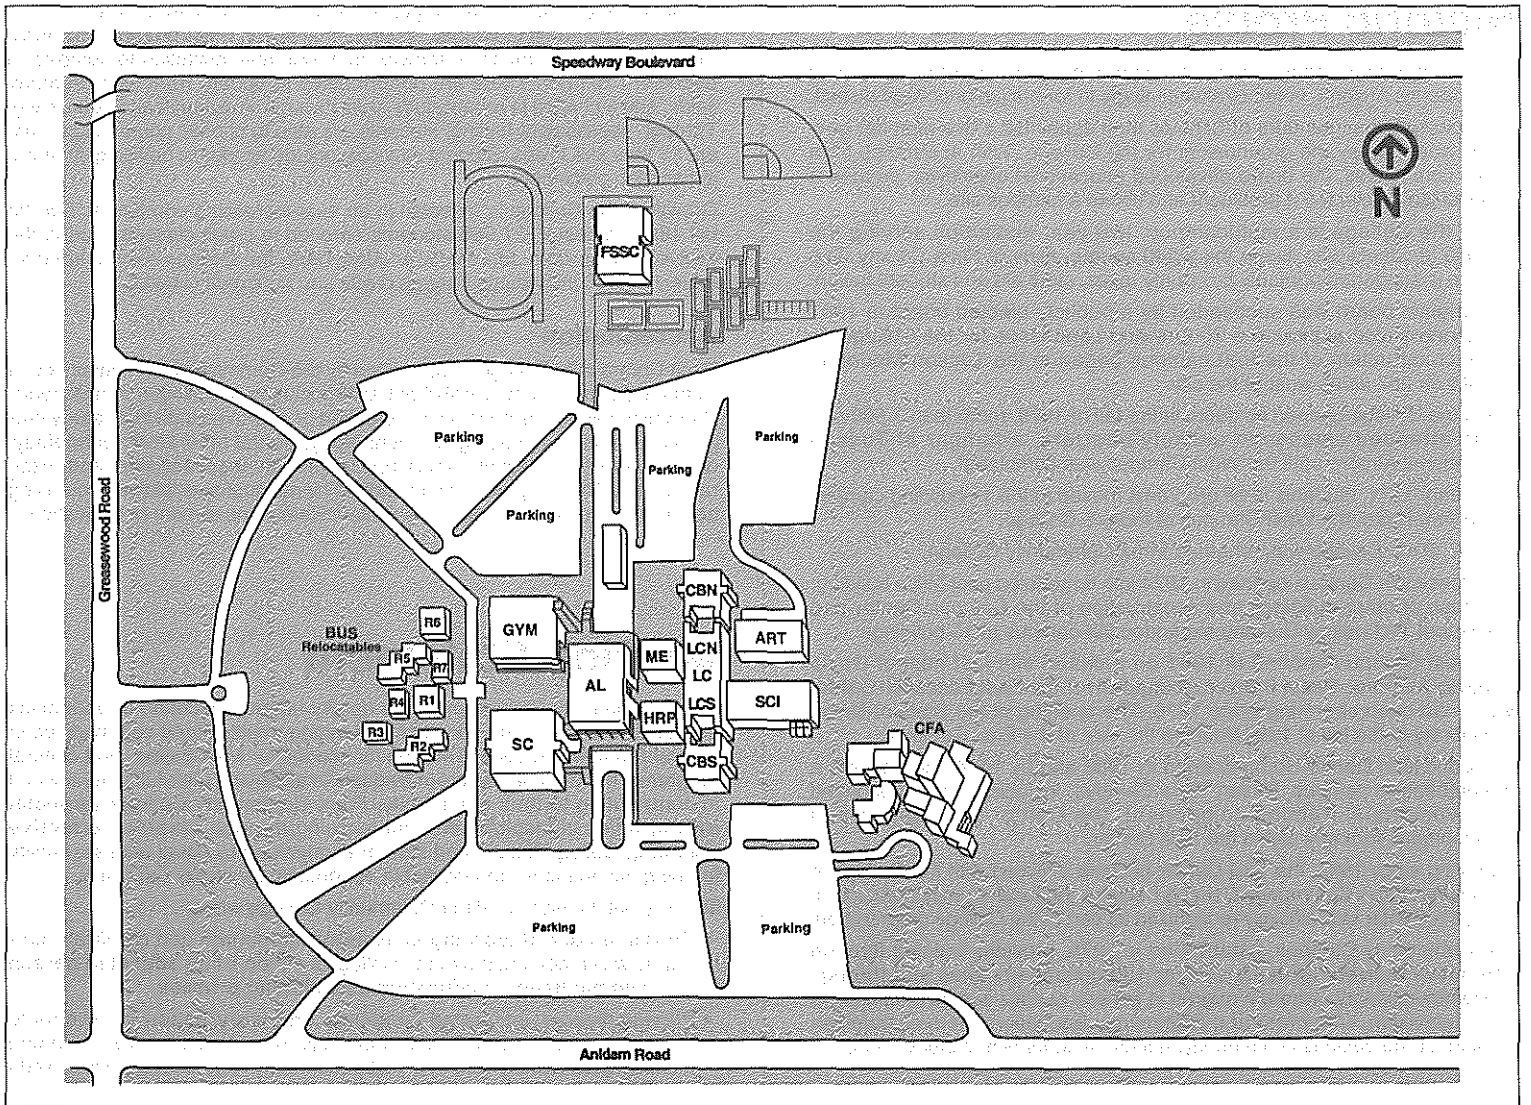 Speedway Boulevard
N
FSSC
Parking
Parking
Parking
Parking
Greasewood Road
BUS
Relocatables
R6
R5
R7
R4
R1
R3
R2
GYM
AL
SC
ME
HRP
CBN
LCN
LC
LCS
CBS
ART
SCI
CFA
Parking
Parking
Anklam Road